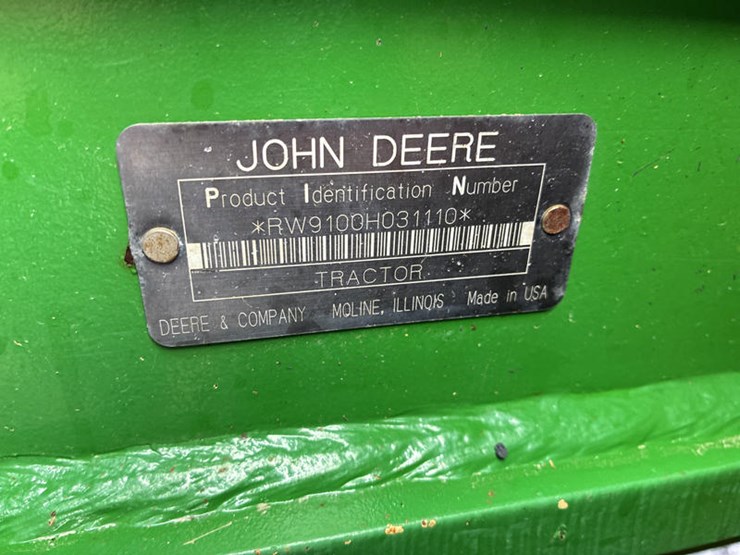 JOHN DEERE
Product Identification Number
*RW9100H031110*
TRACTOR
DEERE & COMPANY MOLINE, ILLINOIS Made in USA